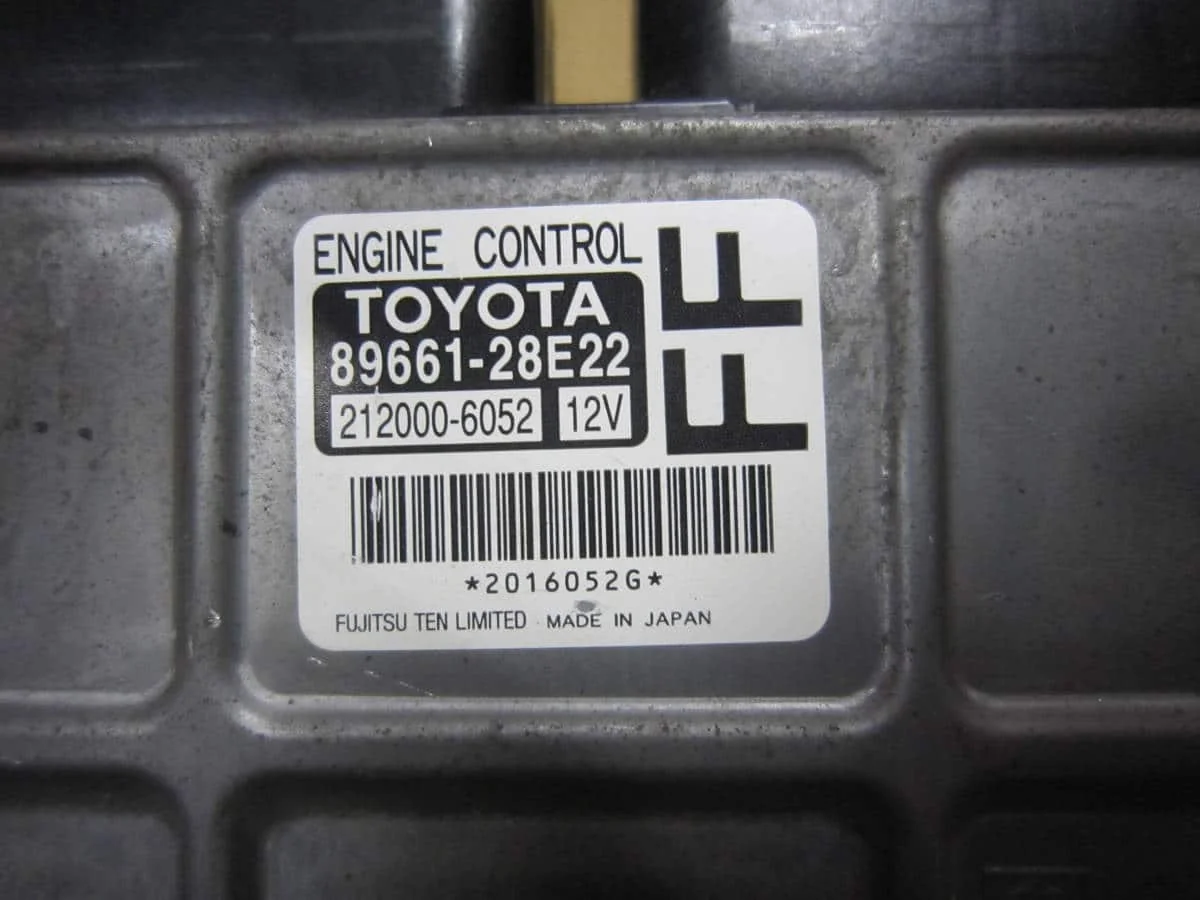 ENGINE CONTROL
TOYOTA
89661-28E22
212000-6052 12V
FF
*2016052G*
FUJITSU TEN LIMITED MADE IN JAPAN